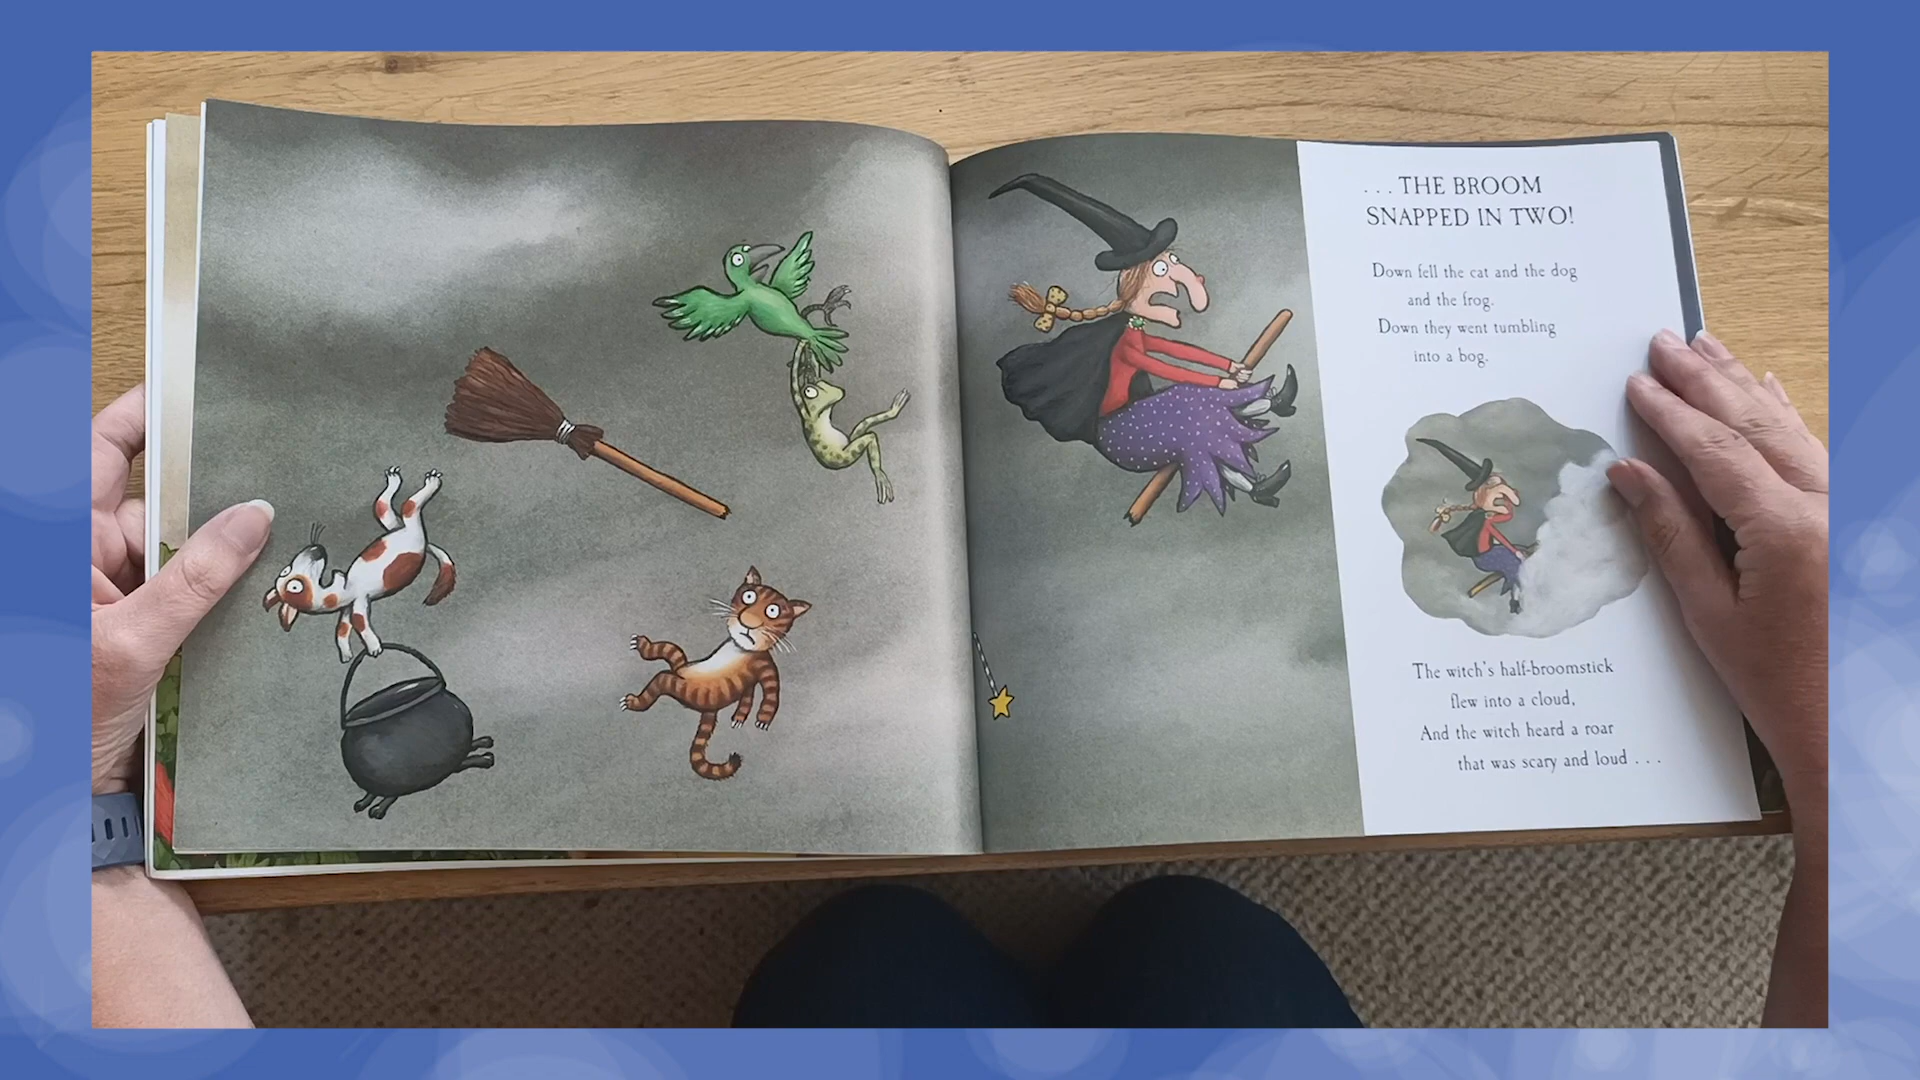 . . . THE BROOM
SNAPPED IN TWO!
Down fell the cat and the dog
and the frog.
Down they went tumbling
into a bog.
The witch's half-broomstick
flew into a cloud,
And the witch heard a roar
that was scary and loud . . .